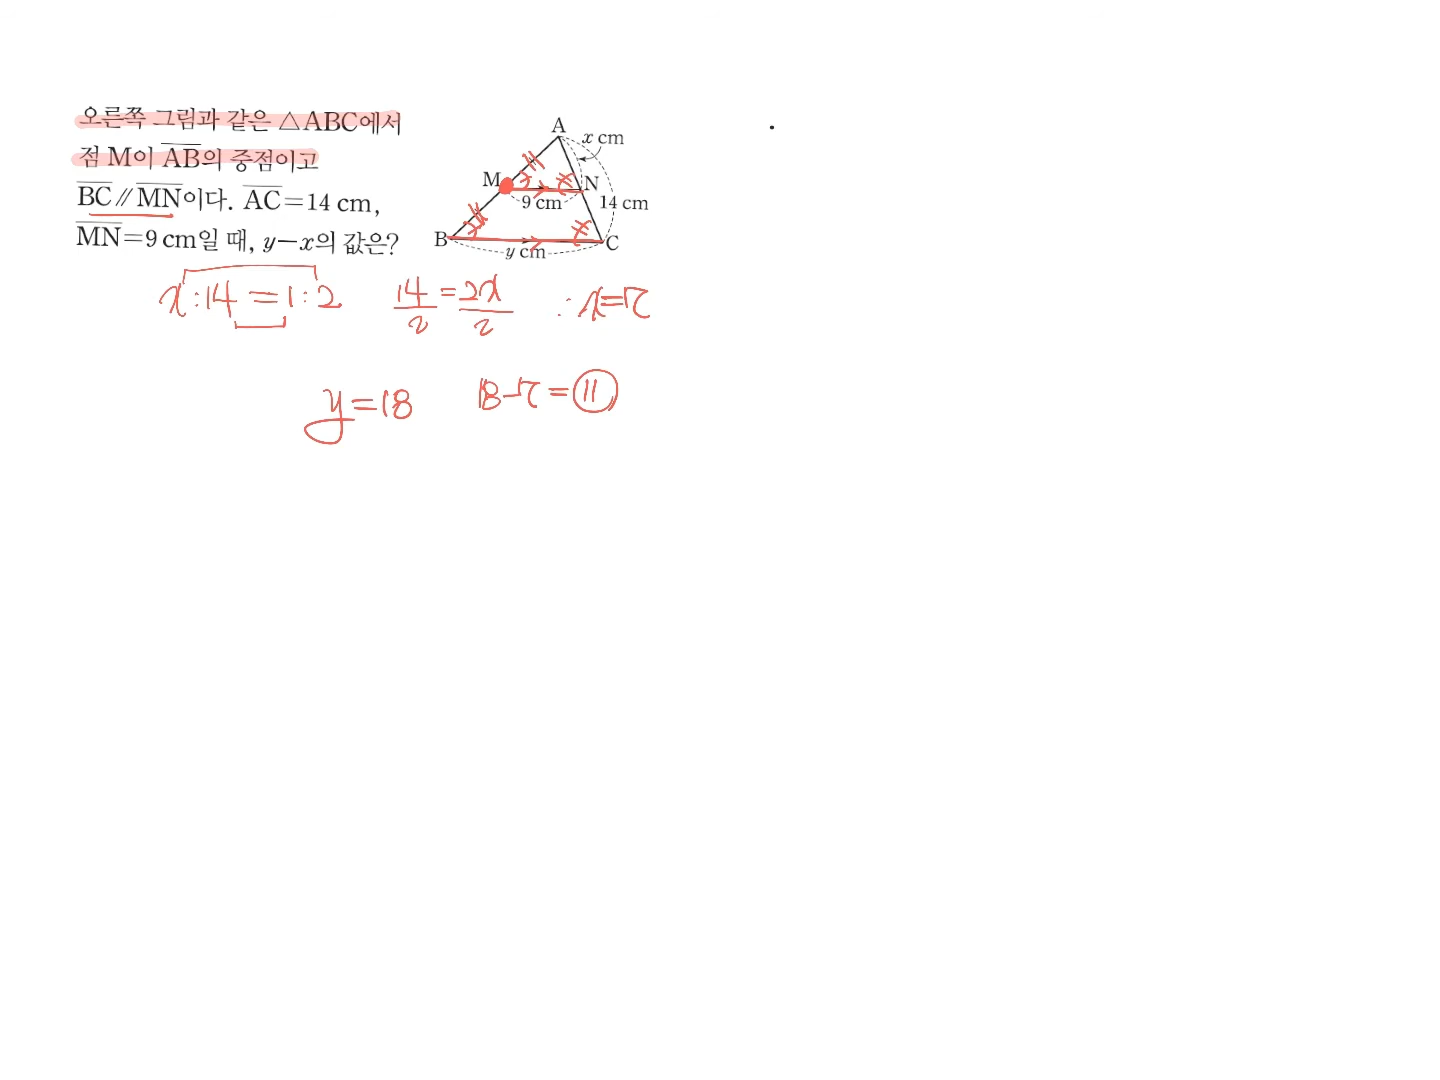 오른쪽 그림과 같은 △ABC에서
점 M이 AB의 중점이고
BC∥MN이다. AC=14 cm,
MN=9 cm일 때, y-x의 값은?
A
x cm
M
N
9 cm
14 cm
B
C
y cm
x:14=1:2
14/2=2x/2
∴x=7
y=18
18-7=11